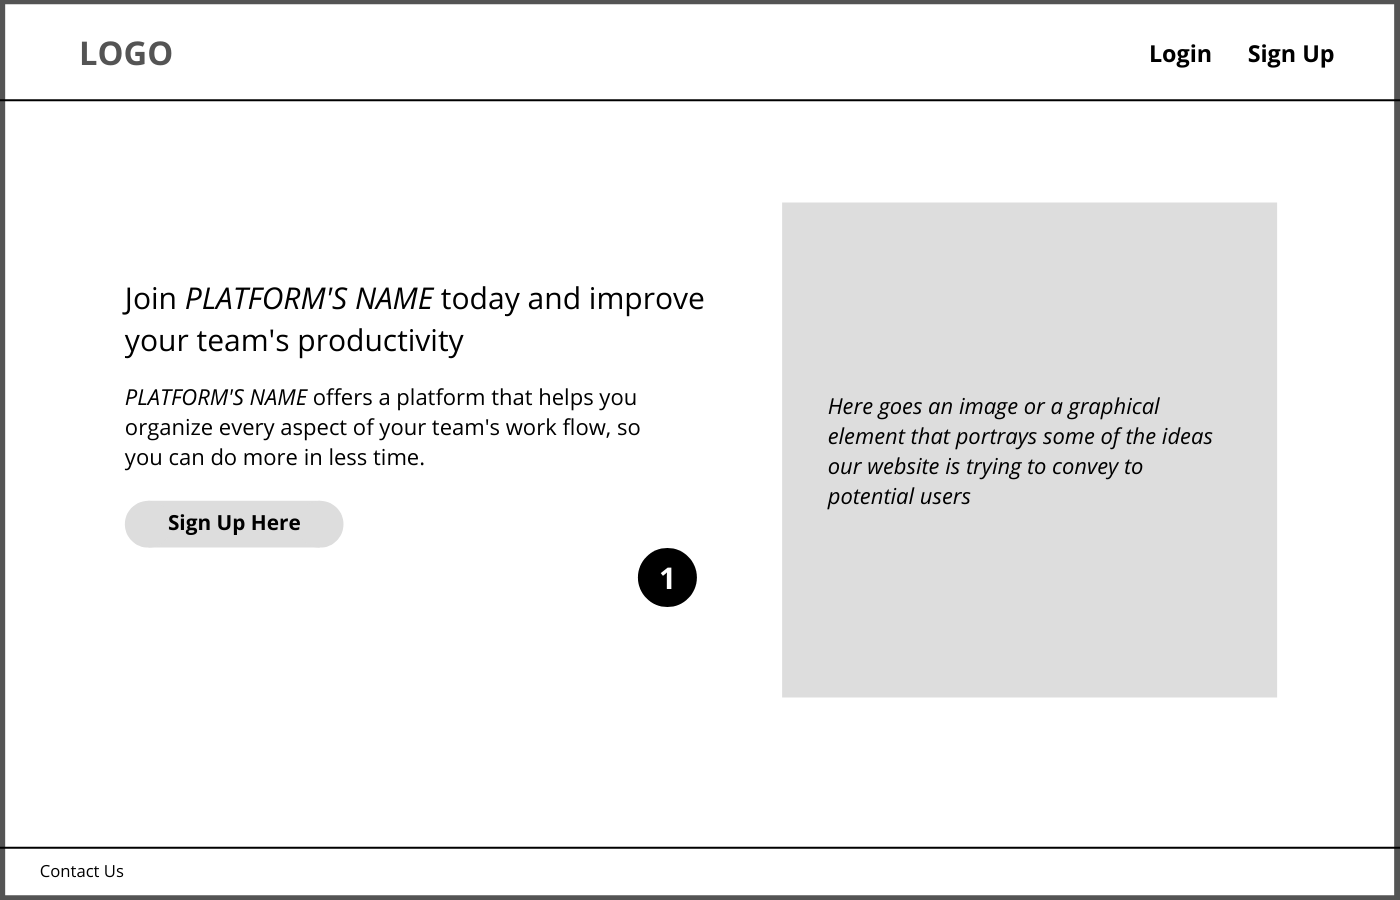 LOGO
Login Sign Up
Join PLATFORM'S NAME today and improve
your team's productivity
PLATFORM'S NAME offers a platform that helps you
organize every aspect of your team's work flow, so
you can do more in less time.
Sign Up Here
1
Here goes an image or a graphical
element that portrays some of the ideas
our website is trying to convey to
potential users
Contact Us